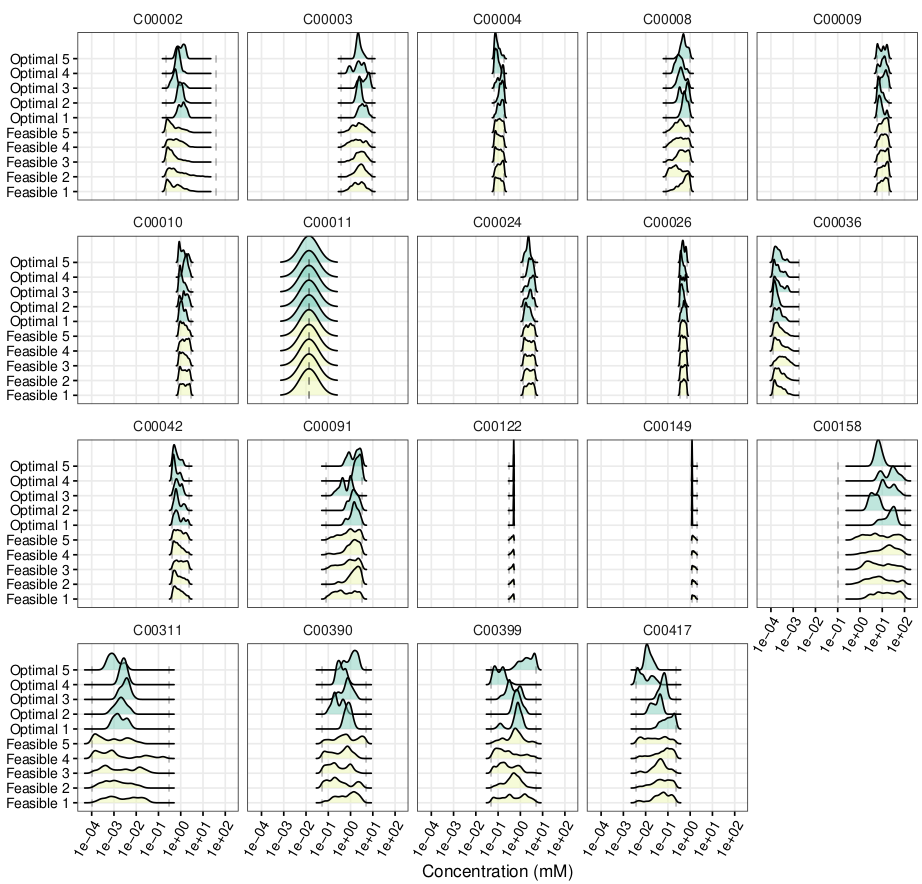 C00002 C00003 C00004 C00008 C00009
Optimal 5
Optimal 4
Optimal 3
Optimal 2
Optimal 1
Feasible 5
Feasible 4
Feasible 3
Feasible 2
Feasible 1
C00010 C00011 C00024 C00026 C00036
Optimal 5
Optimal 4
Optimal 3
Optimal 2
Optimal 1
Feasible 5
Feasible 4
Feasible 3
Feasible 2
Feasible 1
C00042 C00091 C00122 C00149 C00158
Optimal 5
Optimal 4
Optimal 3
Optimal 2
Optimal 1
Feasible 5
Feasible 4
Feasible 3
Feasible 2
Feasible 1
1e−04 1e−03 1e−02 1e−01 1e+00 1e+01 1e+02
C00311 C00390 C00399 C00417
Optimal 5
Optimal 4
Optimal 3
Optimal 2
Optimal 1
Feasible 5
Feasible 4
Feasible 3
Feasible 2
Feasible 1
1e−04 1e−03 1e−02 1e−01 1e+00 1e+01 1e+02 1e−04 1e−03 1e−02 1e−01 1e+00 1e+01 1e+02 1e−04 1e−03 1e−02 1e−01 1e+00 1e+01 1e+02 1e−04 1e−03 1e−02 1e−01 1e+00 1e+01 1e+02
Concentration (mM)